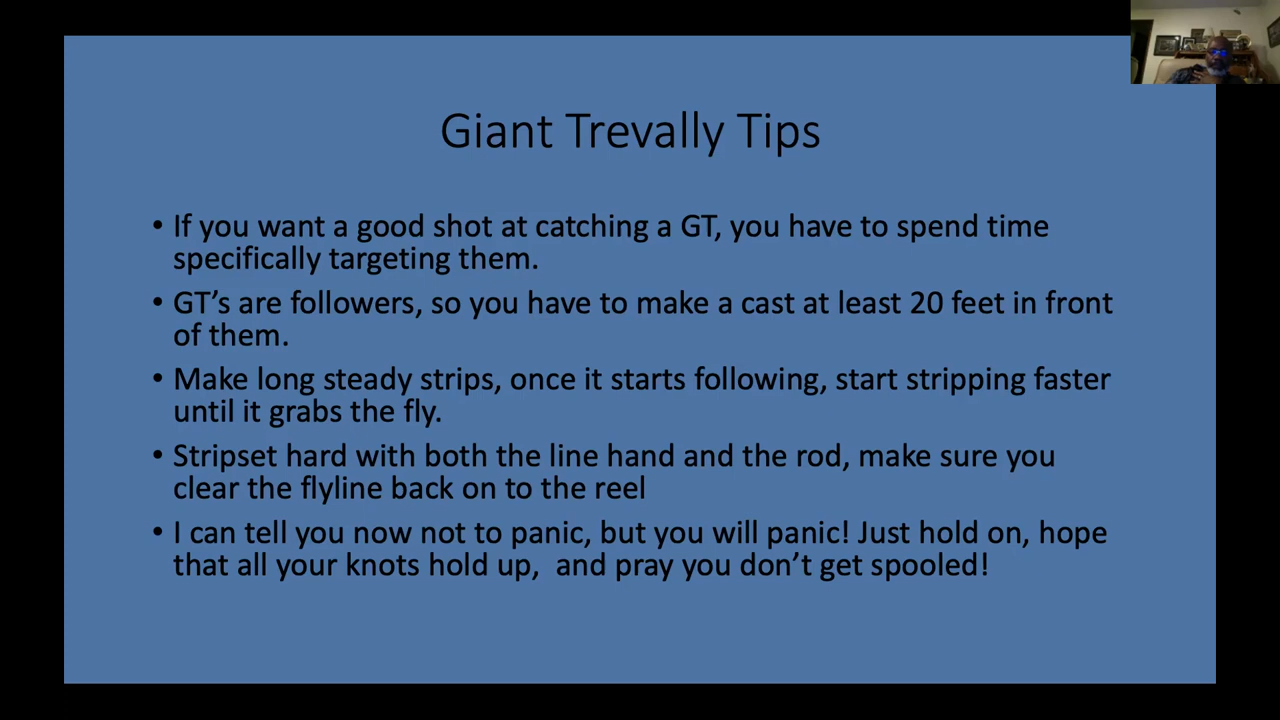 Giant Trevally Tips
• If you want a good shot at catching a GT, you have to spend time
specifically targeting them.
• GT’s are followers, so you have to make a cast at least 20 feet in front
of them.
• Make long steady strips, once it starts following, start stripping faster
until it grabs the fly.
• Stripset hard with both the line hand and the rod, make sure you
clear the flyline back on to the reel
• I can tell you now not to panic, but you will panic! Just hold on, hope
that all your knots hold up,  and pray you don’t get spooled!